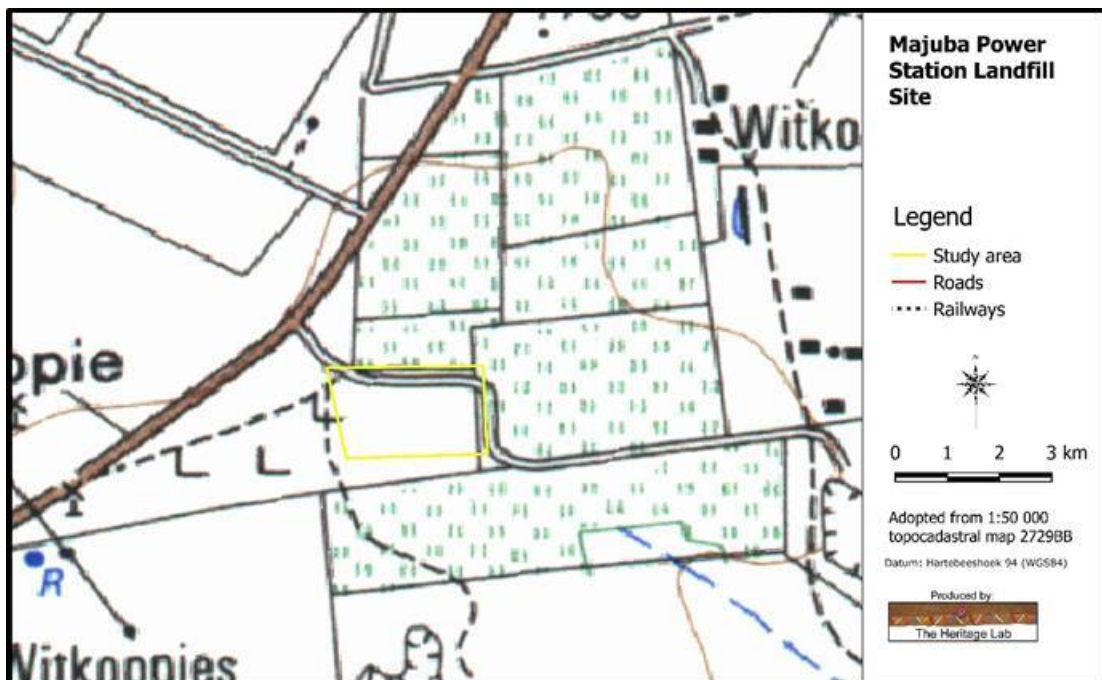 Majuba Power
Station Landfill
Site
Witko
opie
R
Witkoppies
Legend
Study area
Roads
Railways
N
0 1 2 3 km
Adopted from 1:50 000
topocadastral map 2729BB
Datum: Hartebeeshoek 94 (WGS84)
Produced by:
The Heritage Lab